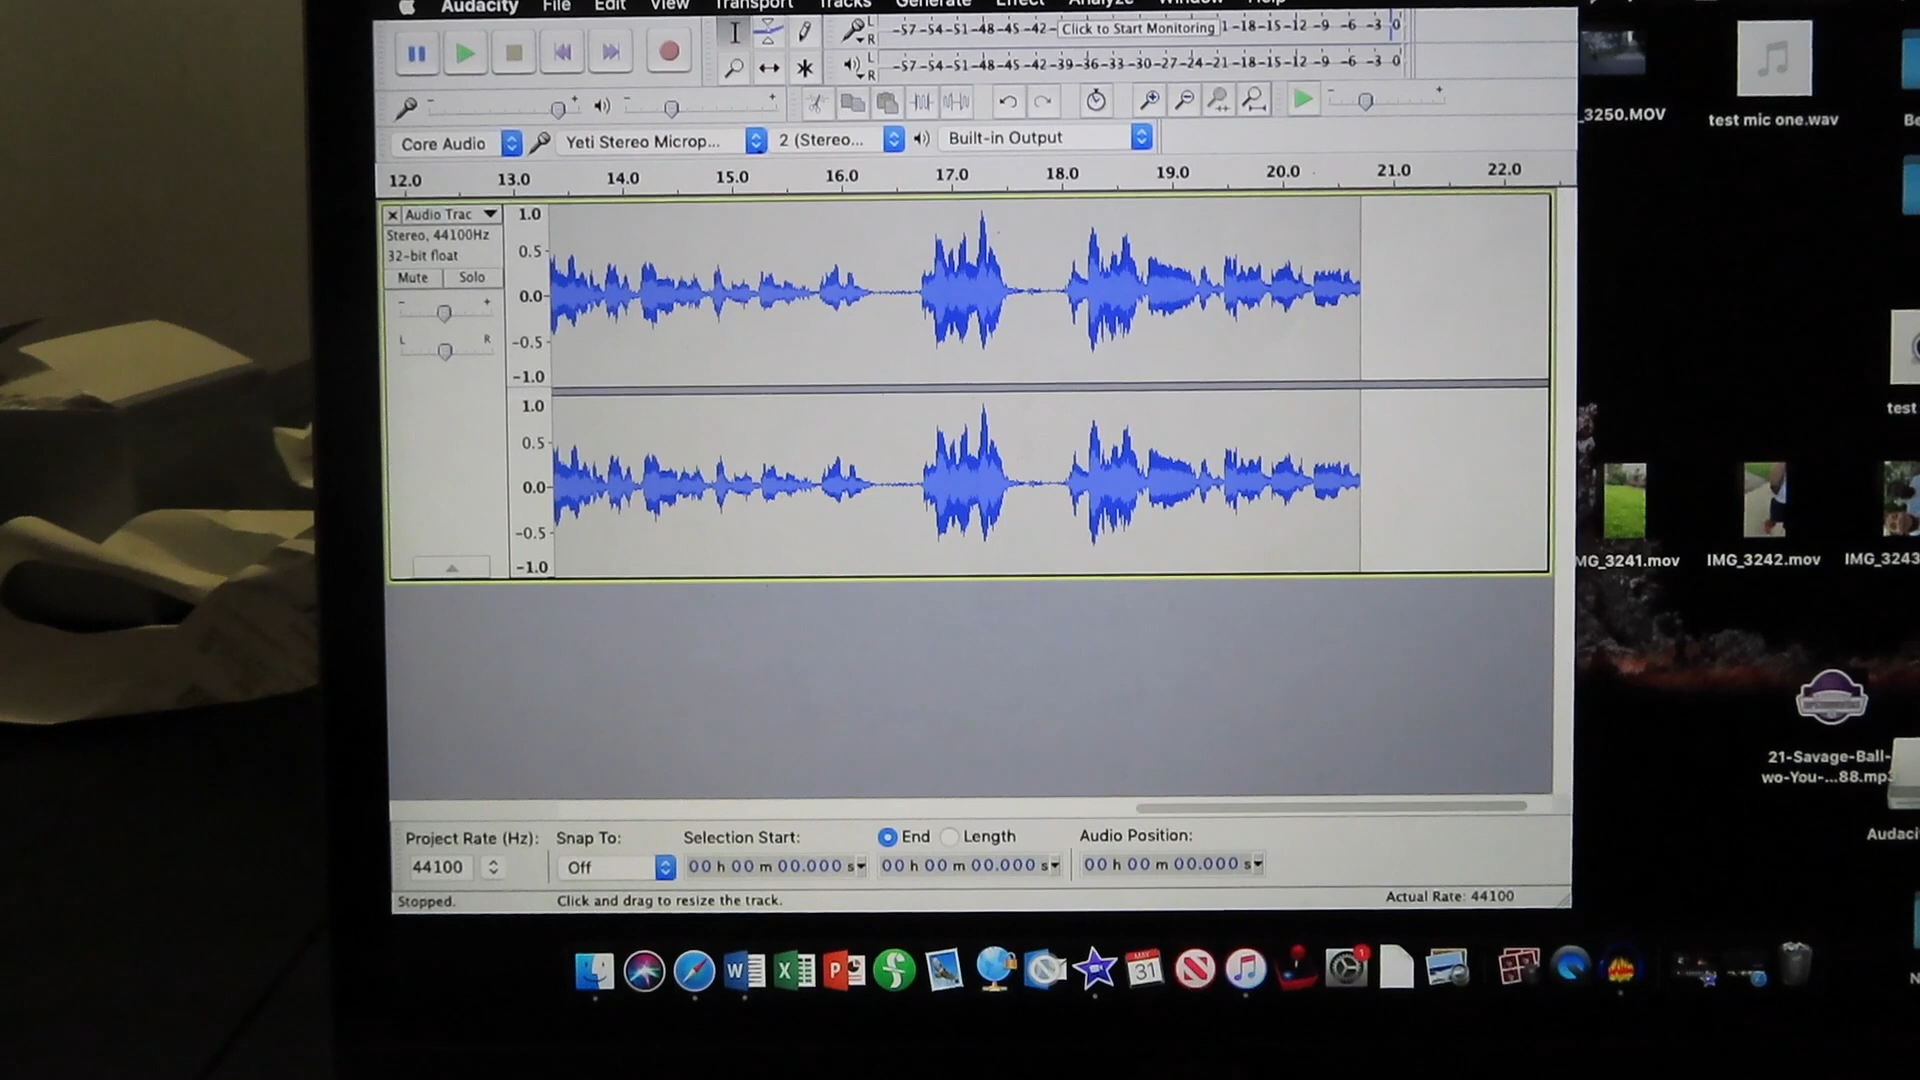 Audacity File Edit View Transport Tracks Generate Effect Analyze Window Help
L
R
-57 -54 -51 -48 -45 -42 - Click to Start Monitoring 1 -18 -15 -12 -9 -6 -3 0
L
R
-57 -54 -51 -48 -45 -42 -39 -36 -33 -30 -27 -24 -21 -18 -15 -12 -9 -6 -3 0
Core Audio Yeti Stereo Microp... 2 (Stereo... Built-in Output
12.0 13.0 14.0 15.0 16.0 17.0 18.0 19.0 20.0 21.0 22.0
Audio Trac
Stereo, 44100Hz
32-bit float
Mute Solo
- +
L R
1.0
0.5
0.0
-0.5
-1.0
1.0
0.5
0.0
-0.5
-1.0
Project Rate (Hz): Snap To: Selection Start: End Length Audio Position:
44100 Off 00 h 00 m 00.000 s 00 h 00 m 00.000 s 00 h 00 m 00.000 s
Stopped. Click and drag to resize the track. Actual Rate: 44100
_3250.MOV
test mic one.wav
Be
test
MG_3241.mov
IMG_3242.mov
IMG_3243
21-Savage-Ball-
wo-You-...88.mp3
Audaci
W X P
MAY
31
1